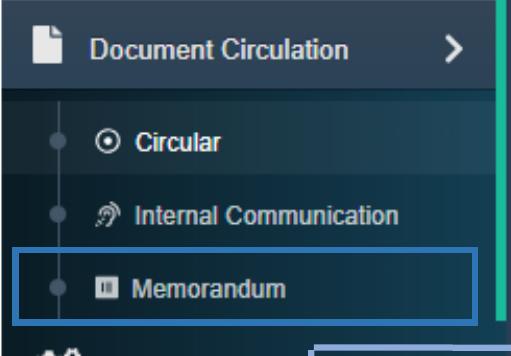 Document Circulation
Circular
Internal Communication
Memorandum